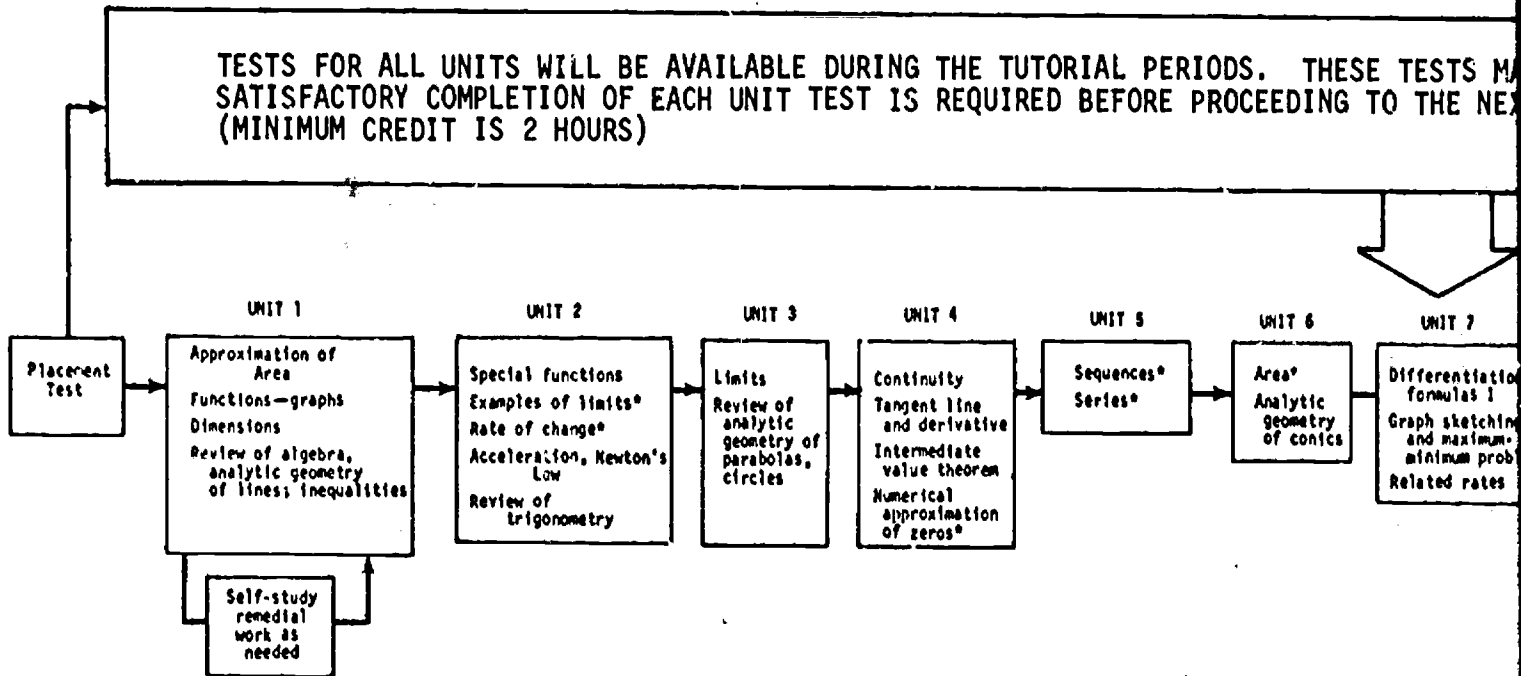 TESTS FOR ALL UNITS WILL BE AVAILABLE DURING THE TUTORIAL PERIODS. THESE TESTS
SATISFACTORY COMPLETION OF EACH UNIT TEST IS REQUIRED BEFORE PROCEEDING TO THE
(MINIMUM CREDIT IS 2 HOURS)
Placement
Test
UNIT 1
Approximation of
Area
Functions—graphs
Dimensions
Review of algebra,
analytic geometry
of lines; inequalities
Self-study
remedial
work as
needed
UNIT 2
Special functions
Examples of limits*
Rate of change*
Acceleration, Newton's
Law
Review of
trigonometry
UNIT 3
Limits
Review of
analytic
geometry of
parabolas,
circles
UNIT 4
Continuity
Tangent line
and derivative
Intermediate
value theorem
Numerical
approximation
of zeros*
UNIT 5
Sequences*
Series*
UNIT 6
Area*
Analytic
geometry
of conics
UNIT 7
Differentiatio
formulas I
Graph sketchin
and maximum-
minimum prob
Related rates